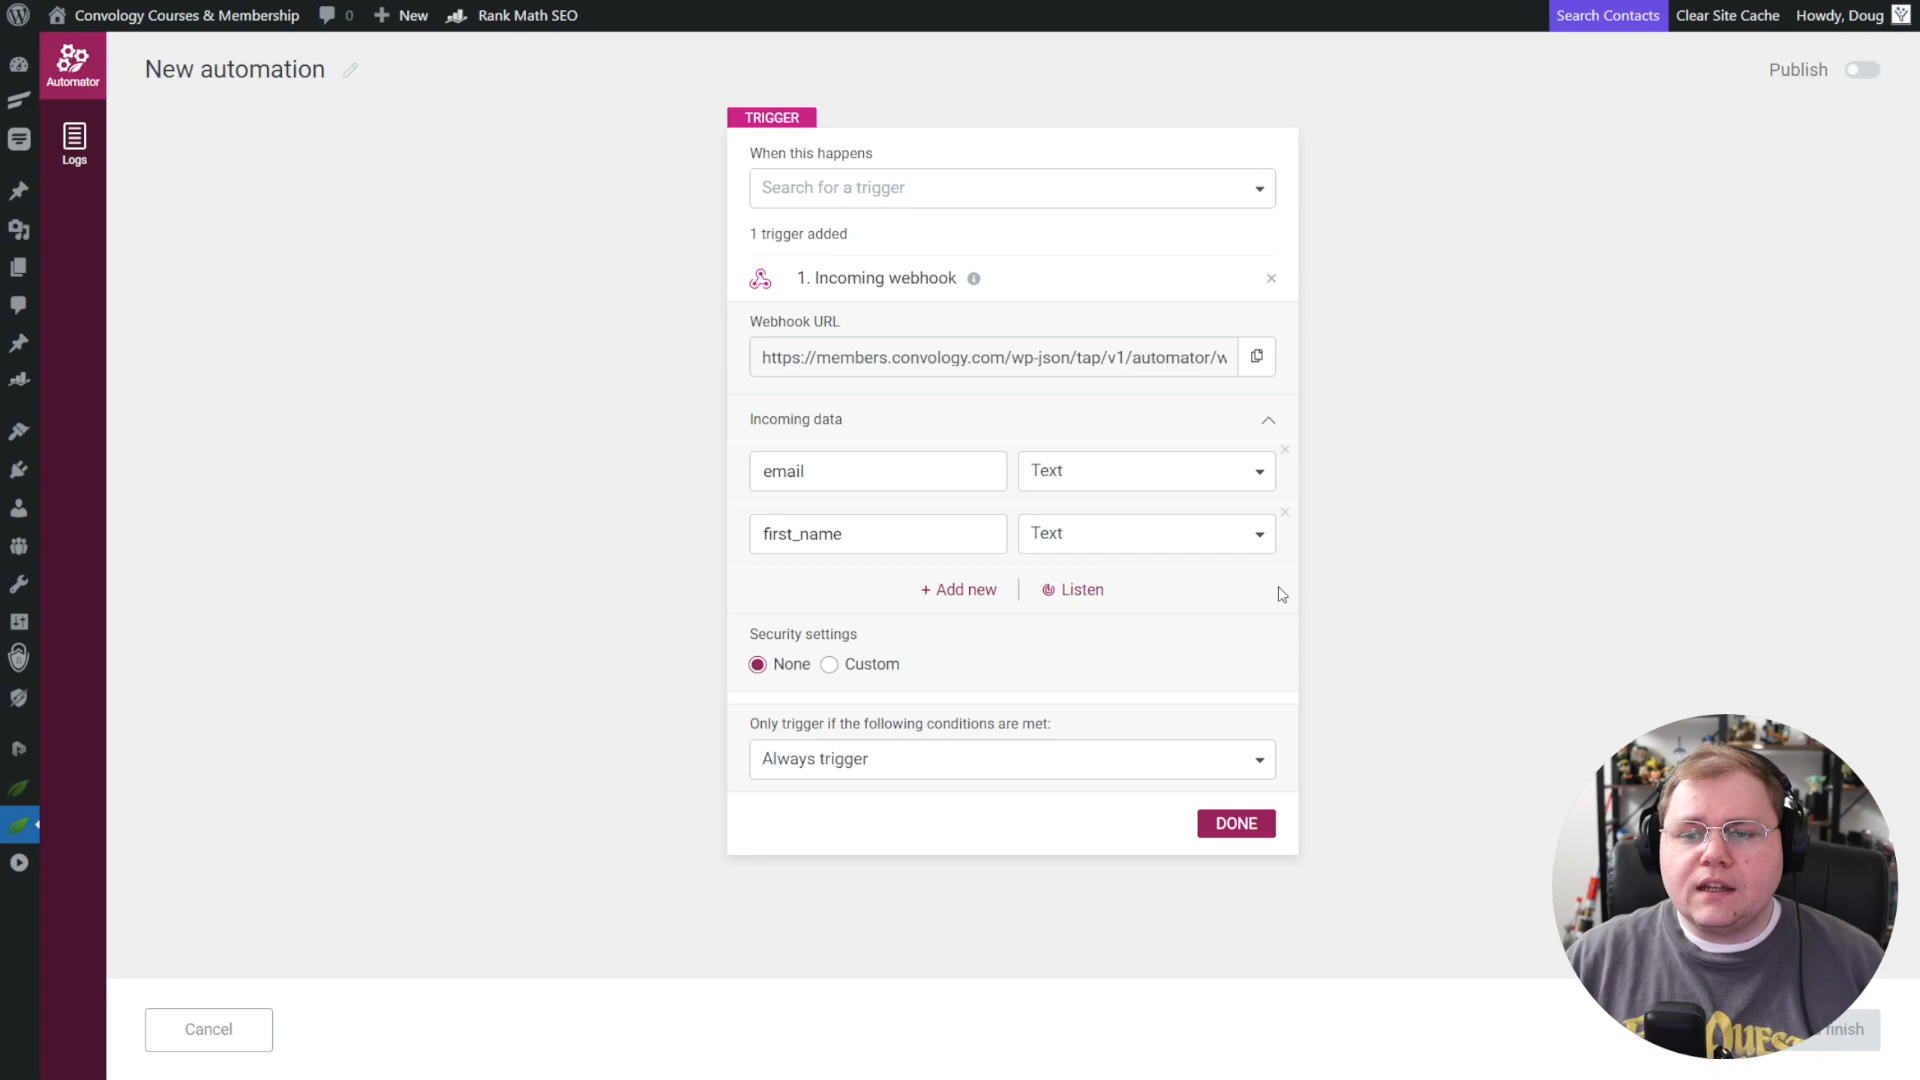 Convology Courses & Membership 0 New Rank Math SEO Search Contacts Clear Site Cache Howdy, Doug
Automator
Logs
New automation
Publish
TRIGGER
When this happens
Search for a trigger
1 trigger added
1. Incoming webhook
Webhook URL
https://members.convology.com/wp-json/tap/v1/automator/w
Incoming data
email Text
first_name Text
+ Add new Listen
Security settings
None Custom
Only trigger if the following conditions are met:
Always trigger
DONE
Cancel